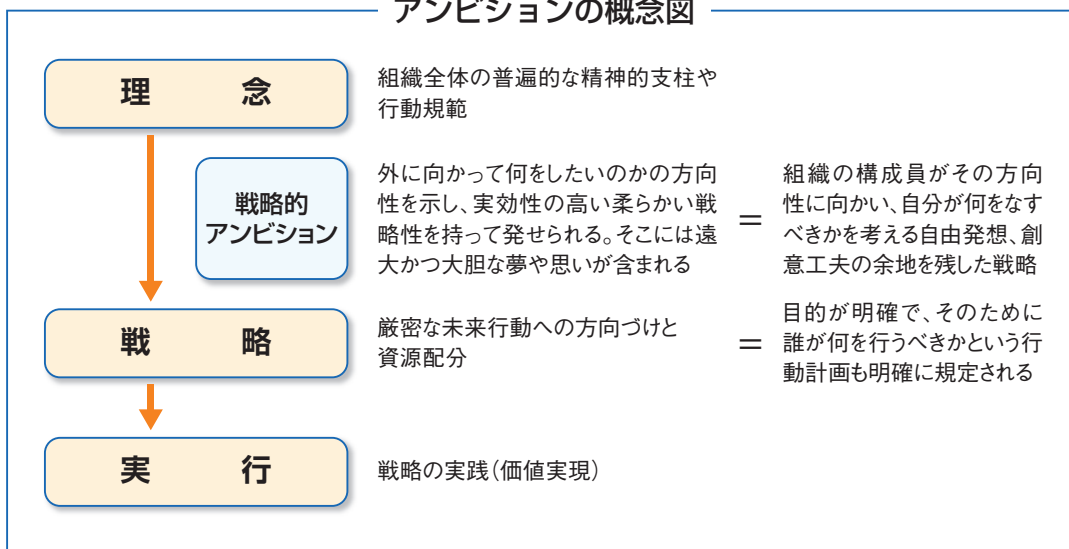 アンビションの概念図
理 念
組織全体の普遍的な精神的支柱や
行動規範
戦略的
アンビション
外に向かって何をしたいのかの方向
性を示し、実効性の高い柔らかい戦
略性を持って発せられる。そこには遠
大かつ大胆な夢や思いが含まれる
=
組織の構成員がその方向
性に向かい、自分が何をなす
べきかを考える自由発想、創
意工夫の余地を残した戦略
戦 略
厳密な未来行動への方向づけと
資源配分
=
目的が明確で、そのために
誰が何を行うべきかという行
動計画も明確に規定される
実 行
戦略の実践(価値実現)